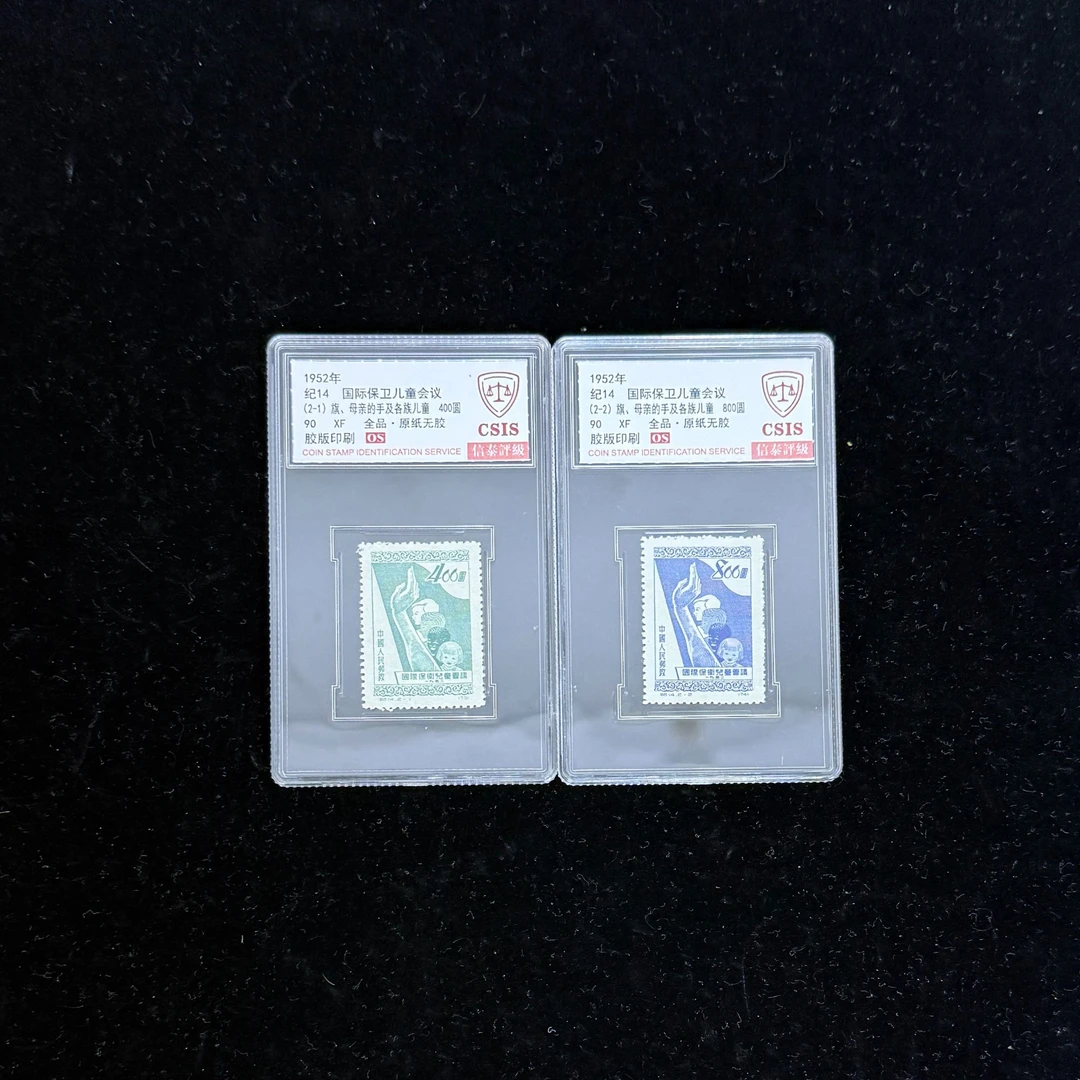 1952年
纪14 国际保卫儿童会议
(2-1) 旗、母亲的手及各族儿童 400圆
90 XF 全品·原纸无胶
胶版印刷 OS
COIN STAMP IDENTIFICATION SERVICE
CSIS
信泰評級
400圓
中國人民郵政
國際保衛兒童會議
1952年
纪14 国际保卫儿童会议
(2-2) 旗、母亲的手及各族儿童 800圆
90 XF 全品·原纸无胶
胶版印刷 OS
COIN STAMP IDENTIFICATION SERVICE
CSIS
信泰評級
800圓
中國人民郵政
國際保衛兒童會議